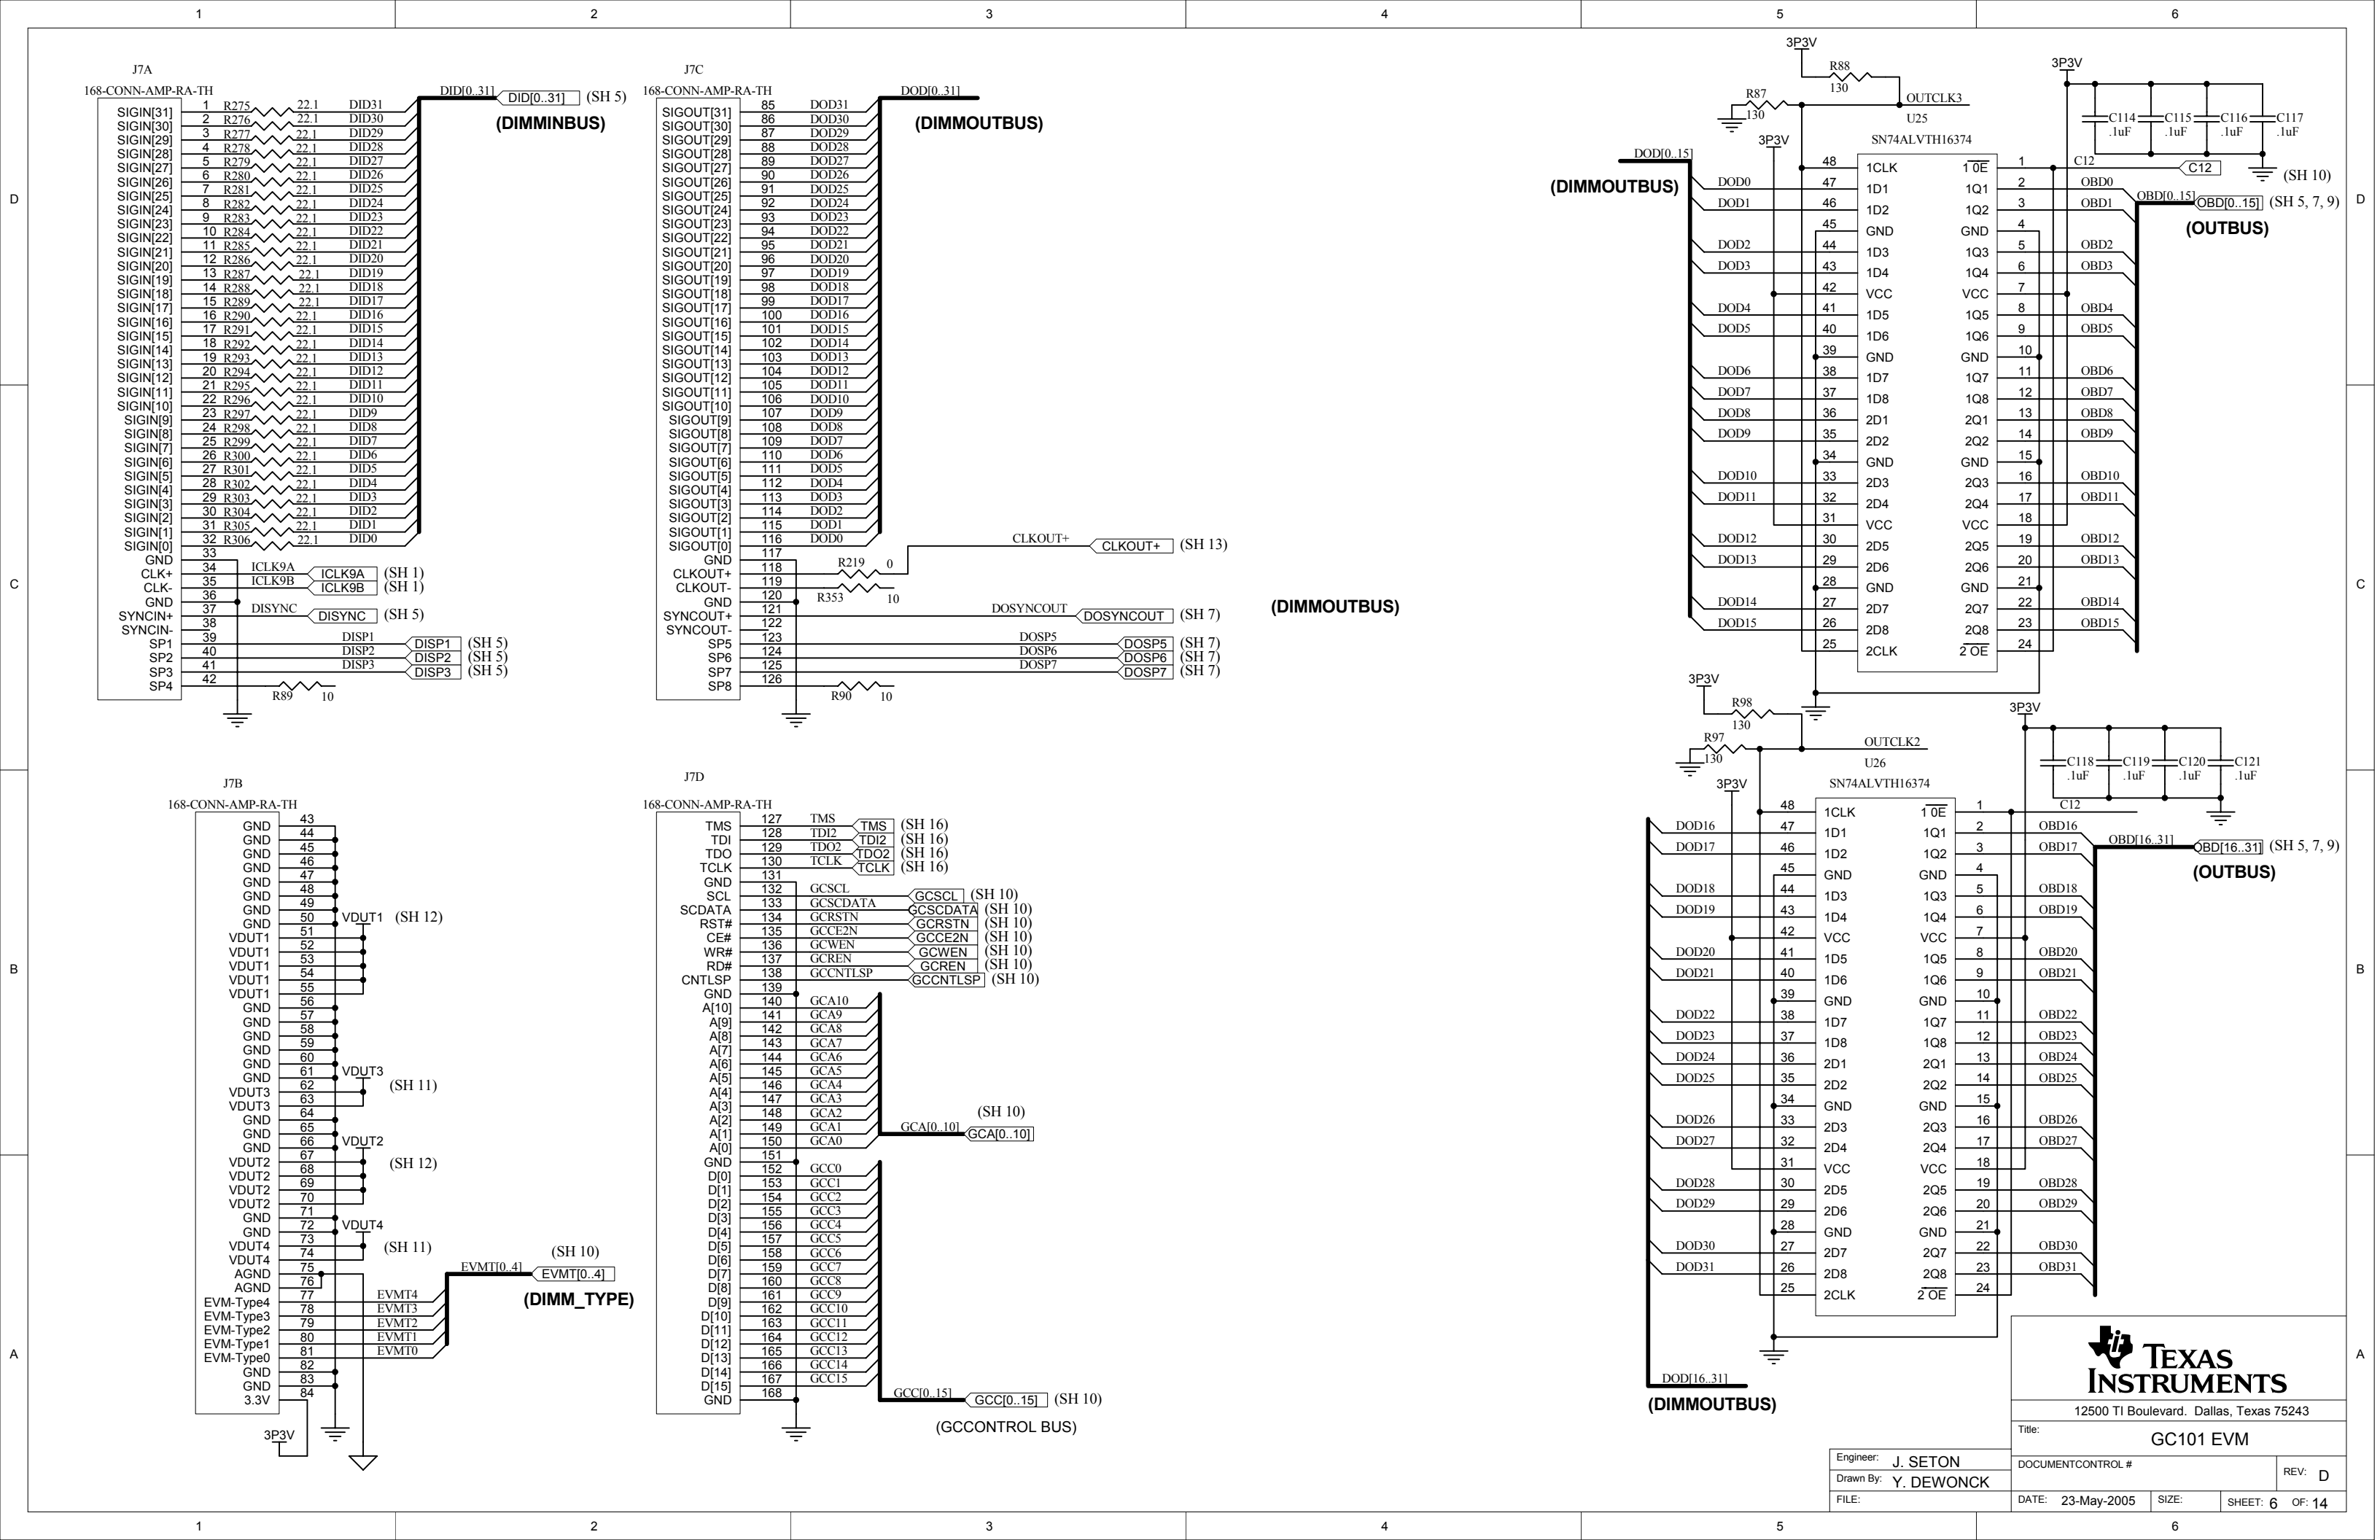 1 2 3 4 5 6
D
C
B
A
J7A
168-CONN-AMP-RA-TH
SIGIN[31] 1 R275 22.1 DID31
SIGIN[30] 2 R276 22.1 DID30
SIGIN[29] 3 R277 22.1 DID29
SIGIN[28] 4 R278 22.1 DID28
SIGIN[27] 5 R279 22.1 DID27
SIGIN[26] 6 R280 22.1 DID26
SIGIN[25] 7 R281 22.1 DID25
SIGIN[24] 8 R282 22.1 DID24
SIGIN[23] 9 R283 22.1 DID23
SIGIN[22] 10 R284 22.1 DID22
SIGIN[21] 11 R285 22.1 DID21
SIGIN[20] 12 R286 22.1 DID20
SIGIN[19] 13 R287 22.1 DID19
SIGIN[18] 14 R288 22.1 DID18
SIGIN[17] 15 R289 22.1 DID17
SIGIN[16] 16 R290 22.1 DID16
SIGIN[15] 17 R291 22.1 DID15
SIGIN[14] 18 R292 22.1 DID14
SIGIN[13] 19 R293 22.1 DID13
SIGIN[12] 20 R294 22.1 DID12
SIGIN[11] 21 R295 22.1 DID11
SIGIN[10] 22 R296 22.1 DID10
SIGIN[9] 23 R297 22.1 DID9
SIGIN[8] 24 R298 22.1 DID8
SIGIN[7] 25 R299 22.1 DID7
SIGIN[6] 26 R300 22.1 DID6
SIGIN[5] 27 R301 22.1 DID5
SIGIN[4] 28 R302 22.1 DID4
SIGIN[3] 29 R303 22.1 DID3
SIGIN[2] 30 R304 22.1 DID2
SIGIN[1] 31 R305 22.1 DID1
SIGIN[0] 32 R306 22.1 DID0
GND 33
CLK+ 34 ICLK9A ICLK9A (SH 1)
CLK- 35 ICLK9B ICLK9B (SH 1)
GND 36
SYNCIN+ 37 DISYNC DISYNC (SH 5)
SYNCIN- 38
SP1 39 DISP1 DISP1 (SH 5)
SP2 40 DISP2 DISP2 (SH 5)
SP3 41 DISP3 DISP3 (SH 5)
SP4 42 R89 10
DID[0..31] DID[0..31] (SH 5)
(DIMMINBUS)
J7C
168-CONN-AMP-RA-TH
SIGOUT[31] 85 DOD31
SIGOUT[30] 86 DOD30
SIGOUT[29] 87 DOD29
SIGOUT[28] 88 DOD28
SIGOUT[27] 89 DOD27
SIGOUT[26] 90 DOD26
SIGOUT[25] 91 DOD25
SIGOUT[24] 92 DOD24
SIGOUT[23] 93 DOD23
SIGOUT[22] 94 DOD22
SIGOUT[21] 95 DOD21
SIGOUT[20] 96 DOD20
SIGOUT[19] 97 DOD19
SIGOUT[18] 98 DOD18
SIGOUT[17] 99 DOD17
SIGOUT[16] 100 DOD16
SIGOUT[15] 101 DOD15
SIGOUT[14] 102 DOD14
SIGOUT[13] 103 DOD13
SIGOUT[12] 104 DOD12
SIGOUT[11] 105 DOD11
SIGOUT[10] 106 DOD10
SIGOUT[9] 107 DOD9
SIGOUT[8] 108 DOD8
SIGOUT[7] 109 DOD7
SIGOUT[6] 110 DOD6
SIGOUT[5] 111 DOD5
SIGOUT[4] 112 DOD4
SIGOUT[3] 113 DOD3
SIGOUT[2] 114 DOD2
SIGOUT[1] 115 DOD1
SIGOUT[0] 116 DOD0
GND 117
CLKOUT+ 118 R219 0 CLKOUT+ CLKOUT+ (SH 13)
CLKOUT- 119 R353 10
GND 120
SYNCOUT+ 121 DOSYNCOUT DOSYNCOUT (SH 7)
SYNCOUT- 122
SP5 123 DOSP5 DOSP5 (SH 7)
SP6 124 DOSP6 DOSP6 (SH 7)
SP7 125 DOSP7 DOSP7 (SH 7)
SP8 126 R90 10
DOD[0..31]
(DIMMOUTBUS)
(DIMMOUTBUS)
J7B
168-CONN-AMP-RA-TH
GND 43
GND 44
GND 45
GND 46
GND 47
GND 48
GND 49
GND 50 VDUT1 (SH 12)
VDUT1 51
VDUT1 52
VDUT1 53
VDUT1 54
VDUT1 55
GND 56
GND 57
GND 58
GND 59
GND 60
GND 61 VDUT3
VDUT3 62 (SH 11)
VDUT3 63
GND 64
GND 65
GND 66 VDUT2
VDUT2 67 (SH 12)
VDUT2 68
VDUT2 69
VDUT2 70
GND 71
GND 72 VDUT4
VDUT4 73 (SH 11)
VDUT4 74
AGND 75
AGND 76
EVM-Type4 77 EVMT4
EVM-Type3 78 EVMT3
EVM-Type2 79 EVMT2
EVM-Type1 80 EVMT1
EVM-Type0 81 EVMT0
GND 82
GND 83
3.3V 84
3P3V
(SH 10)
EVMT[0..4] EVMT[0..4]
(DIMM_TYPE)
J7D
168-CONN-AMP-RA-TH
TMS 127 TMS TMS (SH 16)
TDI 128 TDI2 TDI2 (SH 16)
TDO 129 TDO2 TDO2 (SH 16)
TCLK 130 TCLK TCLK (SH 16)
GND 131
SCL 132 GCSCL GCSCL (SH 10)
SCDATA 133 GCSCDATA GCSCDATA (SH 10)
RST# 134 GCRSTN GCRSTN (SH 10)
CE# 135 GCCE2N GCCE2N (SH 10)
WR# 136 GCWEN GCWEN (SH 10)
RD# 137 GCREN GCREN (SH 10)
CNTLSP 138 GCCNTLSP GCCNTLSP (SH 10)
GND 139
A[10] 140 GCA10
A[9] 141 GCA9
A[8] 142 GCA8
A[7] 143 GCA7
A[6] 144 GCA6
A[5] 145 GCA5
A[4] 146 GCA4
A[3] 147 GCA3
A[2] 148 GCA2
A[1] 149 GCA1
A[0] 150 GCA0
GND 151
D[0] 152 GCC0
D[1] 153 GCC1
D[2] 154 GCC2
D[3] 155 GCC3
D[4] 156 GCC4
D[5] 157 GCC5
D[6] 158 GCC6
D[7] 159 GCC7
D[8] 160 GCC8
D[9] 161 GCC9
D[10] 162 GCC10
D[11] 163 GCC11
D[12] 164 GCC12
D[13] 165 GCC13
D[14] 166 GCC14
D[15] 167 GCC15
GND 168
(SH 10)
GCA[0..10] GCA[0..10]
GCC[0..15] GCC[0..15] (SH 10)
(GCCONTROL BUS)
3P3V
R88
130
R87
130
OUTCLK3
U25
SN74ALVTH16374
3P3V
3P3V
C114 C115 C116 C117
.1uF .1uF .1uF .1uF
DOD[0..15]
(DIMMOUTBUS)
48 1CLK 1 OE 1 C12 C12 (SH 10)
DOD0 47 1D1 1Q1 2 OBD0
DOD1 46 1D2 1Q2 3 OBD1
45 GND GND 4
DOD2 44 1D3 1Q3 5 OBD2
DOD3 43 1D4 1Q4 6 OBD3
42 VCC VCC 7
DOD4 41 1D5 1Q5 8 OBD4
DOD5 40 1D6 1Q6 9 OBD5
39 GND GND 10
DOD6 38 1D7 1Q7 11 OBD6
DOD7 37 1D8 1Q8 12 OBD7
DOD8 36 2D1 2Q1 13 OBD8
DOD9 35 2D2 2Q2 14 OBD9
34 GND GND 15
DOD10 33 2D3 2Q3 16 OBD10
DOD11 32 2D4 2Q4 17 OBD11
31 VCC VCC 18
DOD12 30 2D5 2Q5 19 OBD12
DOD13 29 2D6 2Q6 20 OBD13
28 GND GND 21
DOD14 27 2D7 2Q7 22 OBD14
DOD15 26 2D8 2Q8 23 OBD15
25 2CLK 2 OE 24
OBD[0..15] OBD[0..15] (SH 5, 7, 9)
(OUTBUS)
3P3V
R98
130
R97
130
OUTCLK2
U26
SN74ALVTH16374
3P3V
3P3V
C118 C119 C120 C121
.1uF .1uF .1uF .1uF
48 1CLK 1 OE 1 C12
DOD16 47 1D1 1Q1 2 OBD16
DOD17 46 1D2 1Q2 3 OBD17
45 GND GND 4
DOD18 44 1D3 1Q3 5 OBD18
DOD19 43 1D4 1Q4 6 OBD19
42 VCC VCC 7
DOD20 41 1D5 1Q5 8 OBD20
DOD21 40 1D6 1Q6 9 OBD21
39 GND GND 10
DOD22 38 1D7 1Q7 11 OBD22
DOD23 37 1D8 1Q8 12 OBD23
DOD24 36 2D1 2Q1 13 OBD24
DOD25 35 2D2 2Q2 14 OBD25
34 GND GND 15
DOD26 33 2D3 2Q3 16 OBD26
DOD27 32 2D4 2Q4 17 OBD27
31 VCC VCC 18
DOD28 30 2D5 2Q5 19 OBD28
DOD29 29 2D6 2Q6 20 OBD29
28 GND GND 21
DOD30 27 2D7 2Q7 22 OBD30
DOD31 26 2D8 2Q8 23 OBD31
25 2CLK 2 OE 24
OBD[16..31] OBD[16..31] (SH 5, 7, 9)
(OUTBUS)
DOD[16..31]
(DIMMOUTBUS)
D
C
B
A
TEXAS
INSTRUMENTS
12500 TI Boulevard. Dallas, Texas 75243
Title:
GC101 EVM
Engineer: J. SETON
Drawn By: Y. DEWONCK
FILE:
DOCUMENTCONTROL #
REV: D
DATE: 23-May-2005 SIZE: SHEET: 6 OF: 14
1 2 3 4 5 6